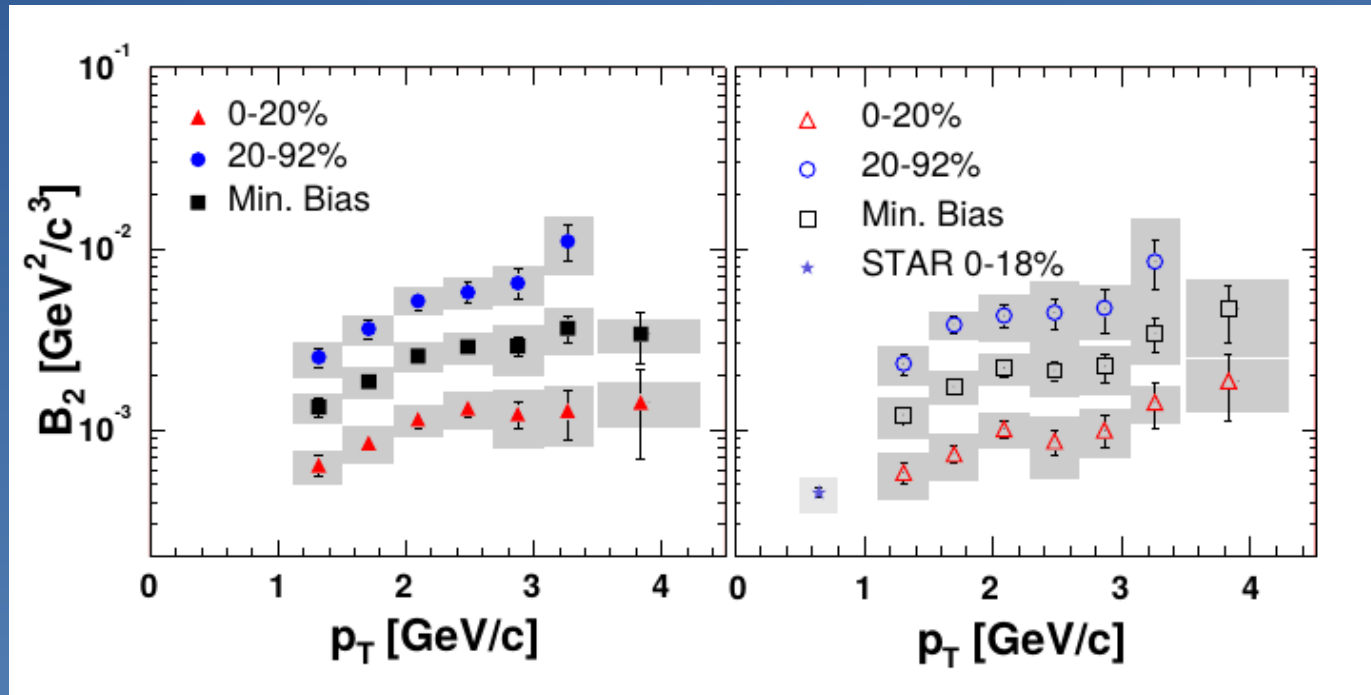 B₂ [GeV²/c³]
10⁻¹
10⁻²
10⁻³
0-20%
20-92%
Min. Bias
0 1 2 3 4
p_T [GeV/c]
0-20%
20-92%
Min. Bias
STAR 0-18%
0 1 2 3 4
p_T [GeV/c]